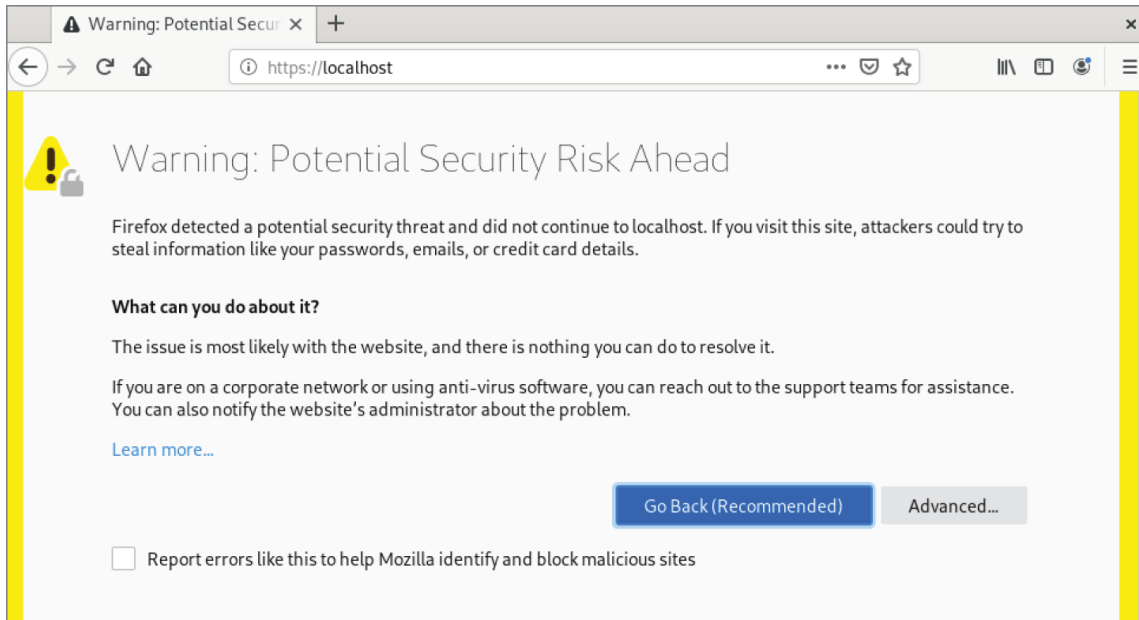 Warning: Potential Secur
https://localhost
Warning: Potential Security Risk Ahead
Firefox detected a potential security threat and did not continue to localhost. If you visit this site, attackers could try to
steal information like your passwords, emails, or credit card details.
What can you do about it?
The issue is most likely with the website, and there is nothing you can do to resolve it.
If you are on a corporate network or using anti-virus software, you can reach out to the support teams for assistance.
You can also notify the website's administrator about the problem.
Learn more…
Go Back (Recommended)
Advanced…
Report errors like this to help Mozilla identify and block malicious sites